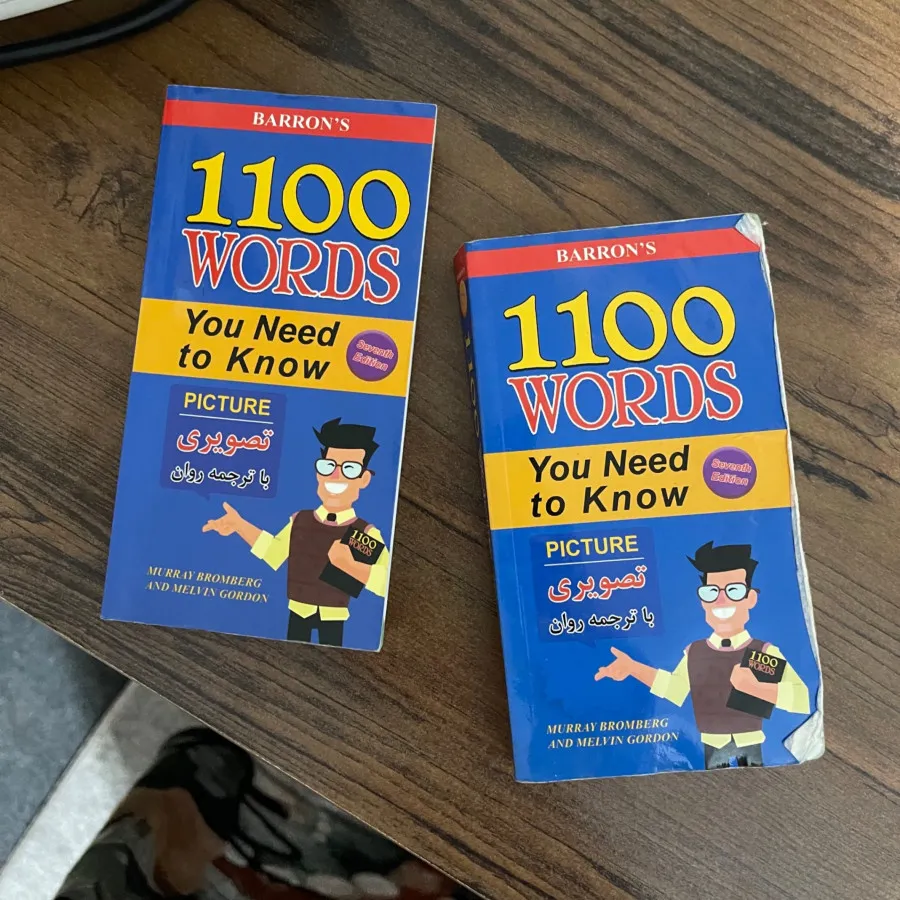 BARRON'S
1100
WORDS
You Need
to Know
Seventh
Edition
PICTURE
تصویری
با ترجمه روان
1100
WORDS
MURRAY BROMBERG
AND MELVIN GORDON
BARRON'S
1100
WORDS
You Need
to Know
Seventh
Edition
PICTURE
تصویری
با ترجمه روان
1100
WORDS
MURRAY BROMBERG
AND MELVIN GORDON